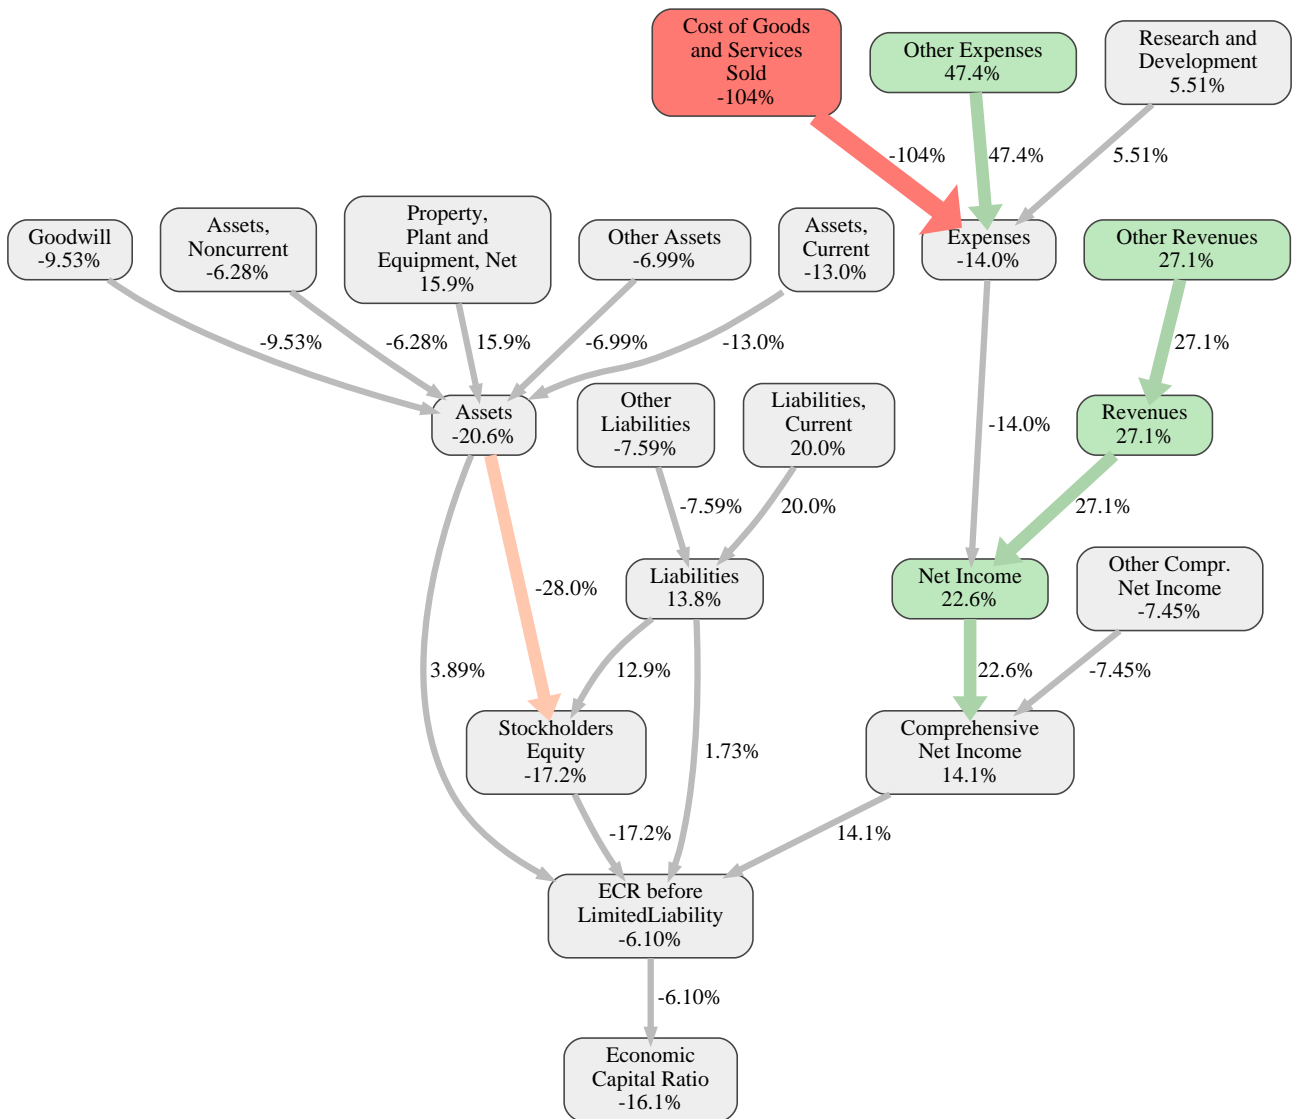 Cost of Goods
and Services
Sold
-104%
Other Expenses
47.4%
Research and
Development
5.51%
-104%
47.4%
5.51%
Goodwill
-9.53%
Assets,
Noncurrent
-6.28%
Property,
Plant and
Equipment, Net
15.9%
Other Assets
-6.99%
Assets,
Current
-13.0%
Expenses
-14.0%
Other Revenues
27.1%
-9.53%
-6.28%
15.9%
-6.99%
-13.0%
27.1%
Assets
-20.6%
Other
Liabilities
-7.59%
Liabilities,
Current
20.0%
-14.0%
Revenues
27.1%
-7.59%
20.0%
27.1%
-28.0%
Liabilities
13.8%
Net Income
22.6%
Other Compr.
Net Income
-7.45%
3.89%
12.9%
22.6%
-7.45%
Stockholders
Equity
-17.2%
1.73%
Comprehensive
Net Income
14.1%
-17.2%
14.1%
ECR before
LimitedLiability
-6.10%
-6.10%
Economic
Capital Ratio
-16.1%